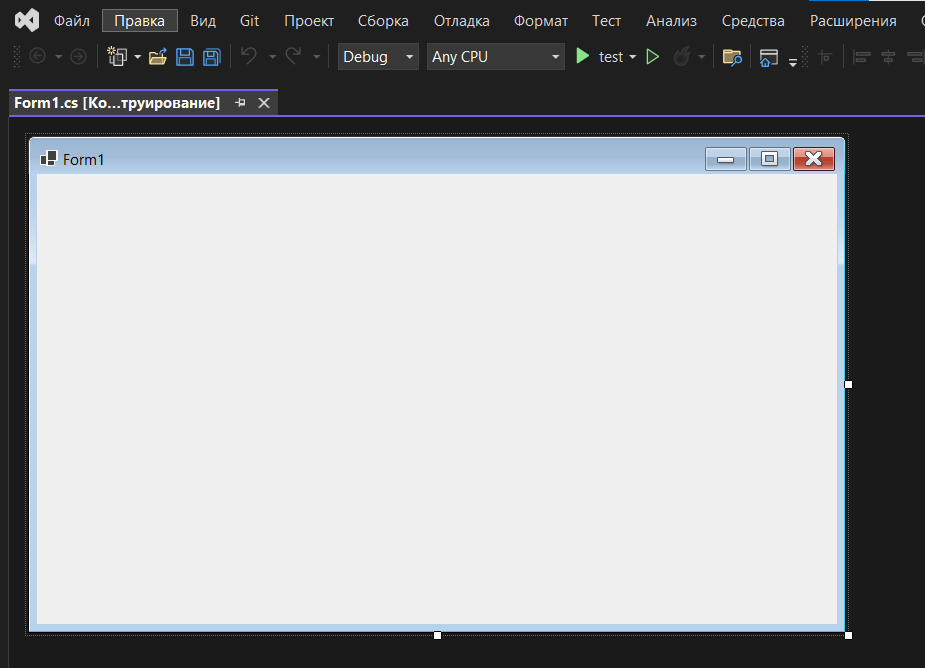 Файл Правка Вид Git Проект Сборка Отладка Формат Тест Анализ Средства Расширения
Debug Any CPU test
Form1.cs [Ко...труирование]
Form1